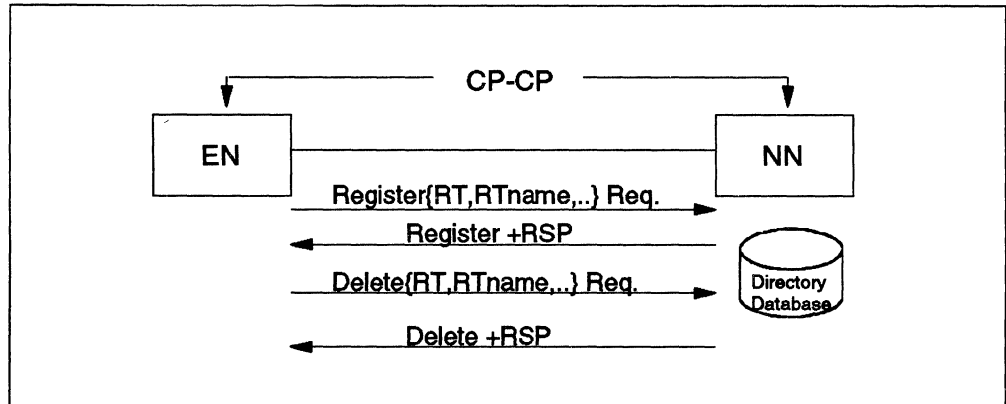 CP-CP
EN
NN
Register{RT,RTname,..} Req.
Register +RSP
Delete{RT,RTname,..} Req.
Directory
Database
Delete +RSP